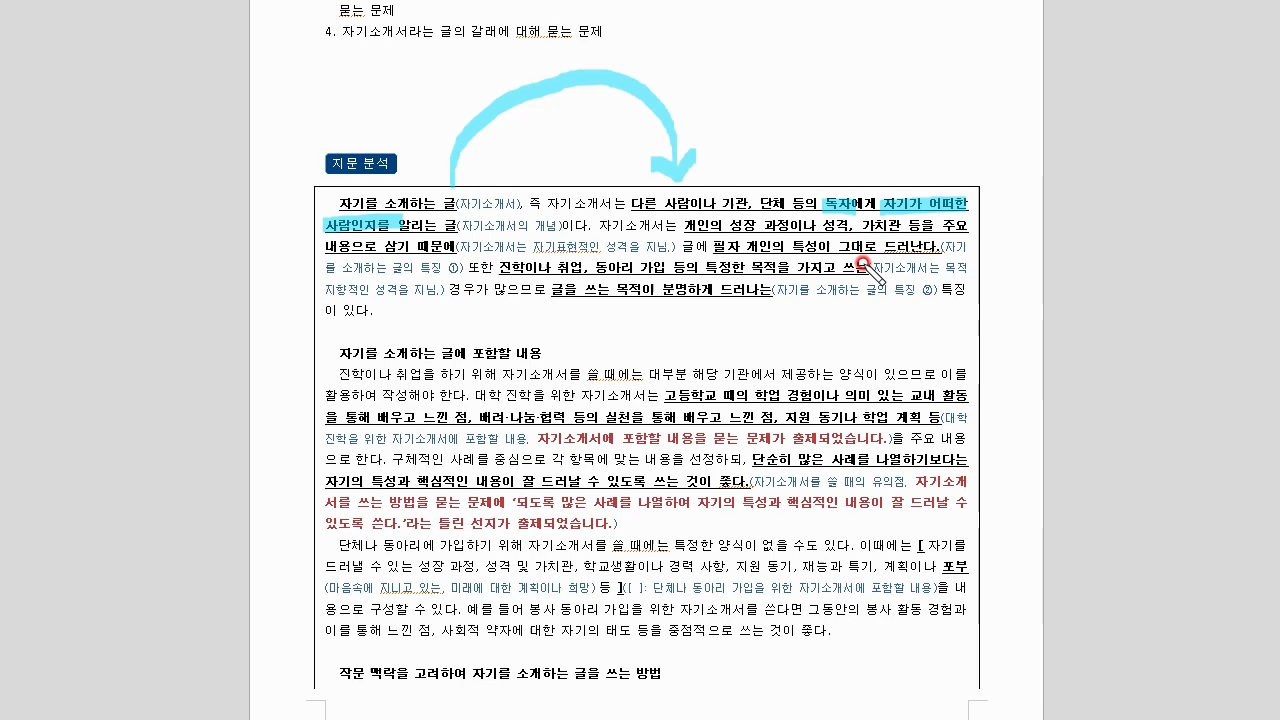 묻는 문제
4. 자기소개서라는 글의 갈래에 대해 묻는 문제
지문 분석
자기를 소개하는 글(자기소개서), 즉 자기소개서는 다른 사람이나 기관, 단체 등의 독자에게 자기가 어떠한
사람인지를 알리는 글(자기소개서의 개념)이다. 자기소개서는 개인의 성장 과정이나 성격, 가치관 등을 주요
내용으로 삼기 때문에(자기소개서는 자기표현적인 성격을 지님.) 글에 필자 개인의 특성이 그대로 드러난다.(자기
를 소개하는 글의 특징 ①) 또한 진학이나 취업, 동아리 가입 등의 특정한 목적을 가지고 쓰는(자기소개서는 목적
지향적인 성격을 지님.) 경우가 많으므로 글을 쓰는 목적이 분명하게 드러나는(자기를 소개하는 글의 특징 ②) 특징
이 있다.
자기를 소개하는 글에 포함할 내용
진학이나 취업을 하기 위해 자기소개서를 쓸 때에는 대부분 해당 기관에서 제공하는 양식이 있으므로 이를
활용하여 작성해야 한다. 대학 진학을 위한 자기소개서는 고등학교 때의 학업 경험이나 의미 있는 교내 활동
을 통해 배우고 느낀 점, 배려·나눔·협력 등의 실천을 통해 배우고 느낀 점, 지원 동기나 학업 계획 등(대학
진학을 위한 자기소개서에 포함할 내용, 자기소개서에 포함할 내용을 묻는 문제가 출제되었습니다.)을 주요 내용
으로 한다. 구체적인 사례를 중심으로 각 항목에 맞는 내용을 선정하되, 단순히 많은 사례를 나열하기보다는
자기의 특성과 핵심적인 내용이 잘 드러날 수 있도록 쓰는 것이 좋다.(자기소개서를 쓸 때의 유의점, 자기소개
서를 쓰는 방법을 묻는 문제에 ‘되도록 많은 사례를 나열하여 자기의 특성과 핵심적인 내용이 잘 드러날 수
있도록 쓴다.’라는 틀린 선지가 출제되었습니다.)
단체나 동아리에 가입하기 위해 자기소개서를 쓸 때에는 특정한 양식이 없을 수도 있다. 이때에는 [ 자기를
드러낼 수 있는 성장 과정, 성격 및 가치관, 학교생활이나 경력 사항, 지원 동기, 재능과 특기, 계획이나 포부
(마음속에 지니고 있는, 미래에 대한 계획이나 희망) 등 ]([ ]: 단체나 동아리 가입을 위한 자기소개서에 포함할 내용)을 내
용으로 구성할 수 있다. 예를 들어 봉사 동아리 가입을 위한 자기소개서를 쓴다면 그동안의 봉사 활동 경험과
이를 통해 느낀 점, 사회적 약자에 대한 자기의 태도 등을 중점적으로 쓰는 것이 좋다.
작문 맥락을 고려하여 자기를 소개하는 글을 쓰는 방법